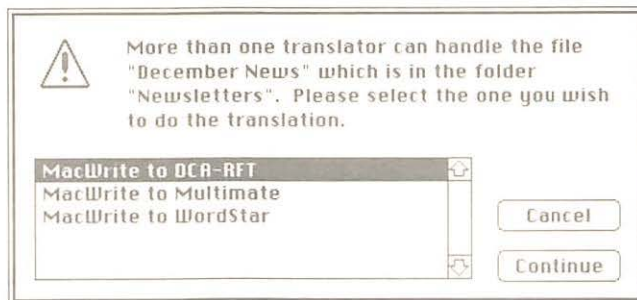 More than one translator can handle the file
"December News" which is in the folder
"Newsletters". Please select the one you wish
to do the translation.
MacWrite to DCA-RFT
MacWrite to Multimate
MacWrite to WordStar
Cancel
Continue